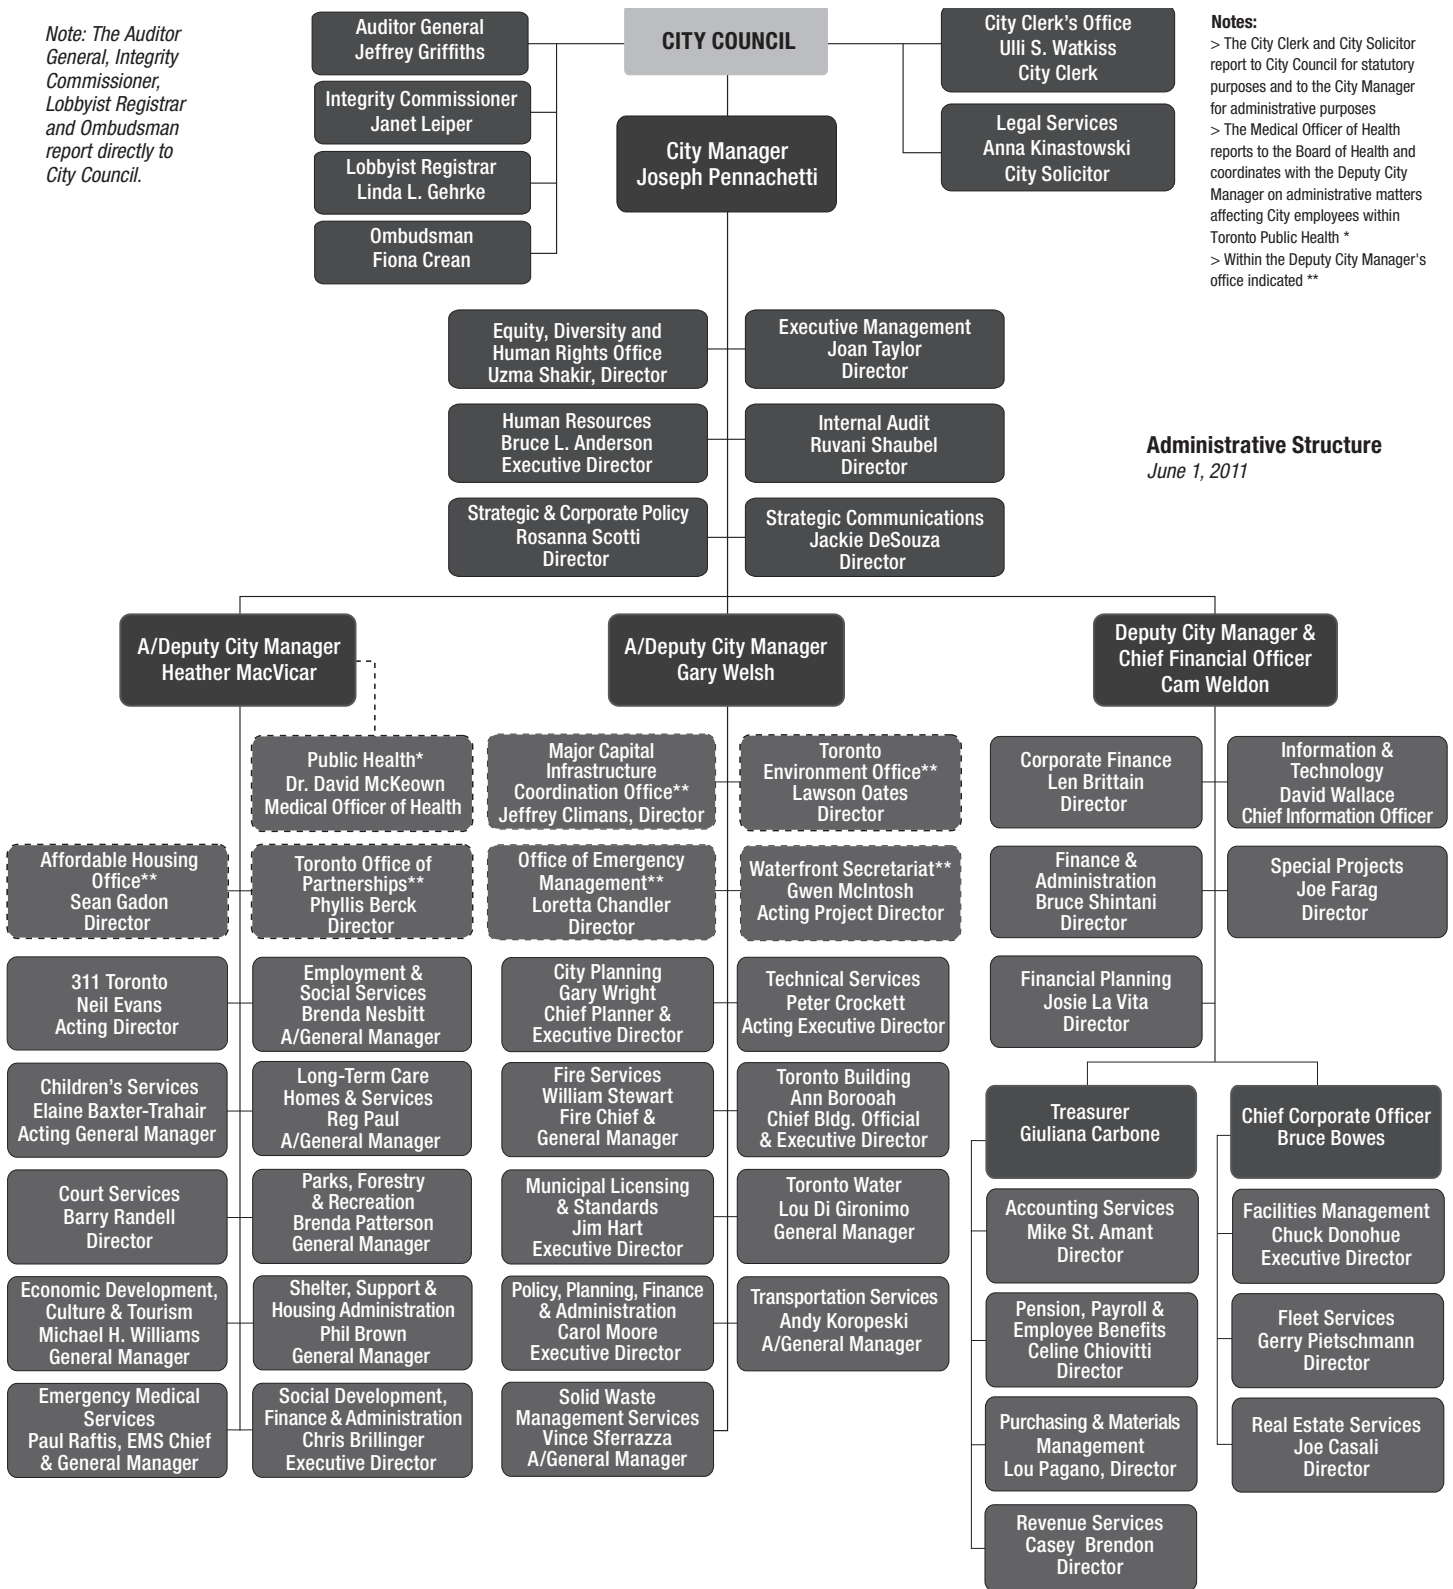 Note: The Auditor
General, Integrity
Commissioner,
Lobbyist Registrar
and Ombudsman
report directly to
City Council.
Auditor General
Jeffrey Griffiths
Integrity Commissioner
Janet Leiper
Lobbyist Registrar
Linda L. Gehrke
Ombudsman
Fiona Crean
CITY COUNCIL
City Manager
Joseph Pennachetti
City Clerk's Office
Ulli S. Watkiss
City Clerk
Legal Services
Anna Kinastowski
City Solicitor
Notes:
> The City Clerk and City Solicitor
report to City Council for statutory
purposes and to the City Manager
for administrative purposes
> The Medical Officer of Health
reports to the Board of Health and
coordinates with the Deputy City
Manager on administrative matters
affecting City employees within
Toronto Public Health *
> Within the Deputy City Manager's
office indicated **
Equity, Diversity and
Human Rights Office
Uzma Shakir, Director
Executive Management
Joan Taylor
Director
Human Resources
Bruce L. Anderson
Executive Director
Internal Audit
Ruvani Shaubel
Director
Strategic & Corporate Policy
Rosanna Scotti
Director
Strategic Communications
Jackie DeSouza
Director
Administrative Structure
June 1, 2011
A/Deputy City Manager
Heather MacVicar
A/Deputy City Manager
Gary Welsh
Deputy City Manager &
Chief Financial Officer
Cam Weldon
Public Health*
Dr. David McKeown
Medical Officer of Health
Affordable Housing
Office**
Sean Gadon
Director
Toronto Office of
Partnerships**
Phyllis Berck
Director
311 Toronto
Neil Evans
Acting Director
Employment &
Social Services
Brenda Nesbitt
A/General Manager
Children's Services
Elaine Baxter-Trahair
Acting General Manager
Long-Term Care
Homes & Services
Reg Paul
A/General Manager
Court Services
Barry Randell
Director
Parks, Forestry
& Recreation
Brenda Patterson
General Manager
Economic Development,
Culture & Tourism
Michael H. Williams
General Manager
Shelter, Support &
Housing Administration
Phil Brown
General Manager
Emergency Medical
Services
Paul Raftis, EMS Chief
& General Manager
Social Development,
Finance & Administration
Chris Brillinger
Executive Director
Major Capital
Infrastructure
Coordination Office**
Jeffrey Climans, Director
Toronto
Environment Office**
Lawson Oates
Director
Office of Emergency
Management**
Loretta Chandler
Director
Waterfront Secretariat**
Gwen McIntosh
Acting Project Director
City Planning
Gary Wright
Chief Planner &
Executive Director
Technical Services
Peter Crockett
Acting Executive Director
Fire Services
William Stewart
Fire Chief &
General Manager
Toronto Building
Ann Borooah
Chief Bldg. Official
& Executive Director
Municipal Licensing
& Standards
Jim Hart
Executive Director
Toronto Water
Lou Di Gironimo
General Manager
Policy, Planning, Finance
& Administration
Carol Moore
Executive Director
Transportation Services
Andy Koropeski
A/General Manager
Solid Waste
Management Services
Vince Sferrazza
A/General Manager
Corporate Finance
Len Brittain
Director
Information &
Technology
David Wallace
Chief Information Officer
Finance &
Administration
Bruce Shintani
Director
Special Projects
Joe Farag
Director
Financial Planning
Josie La Vita
Director
Treasurer
Giuliana Carbone
Chief Corporate Officer
Bruce Bowes
Accounting Services
Mike St. Amant
Director
Facilities Management
Chuck Donohue
Executive Director
Pension, Payroll &
Employee Benefits
Celine Chiovitti
Director
Fleet Services
Gerry Pietschmann
Director
Purchasing & Materials
Management
Lou Pagano, Director
Real Estate Services
Joe Casali
Director
Revenue Services
Casey Brendon
Director